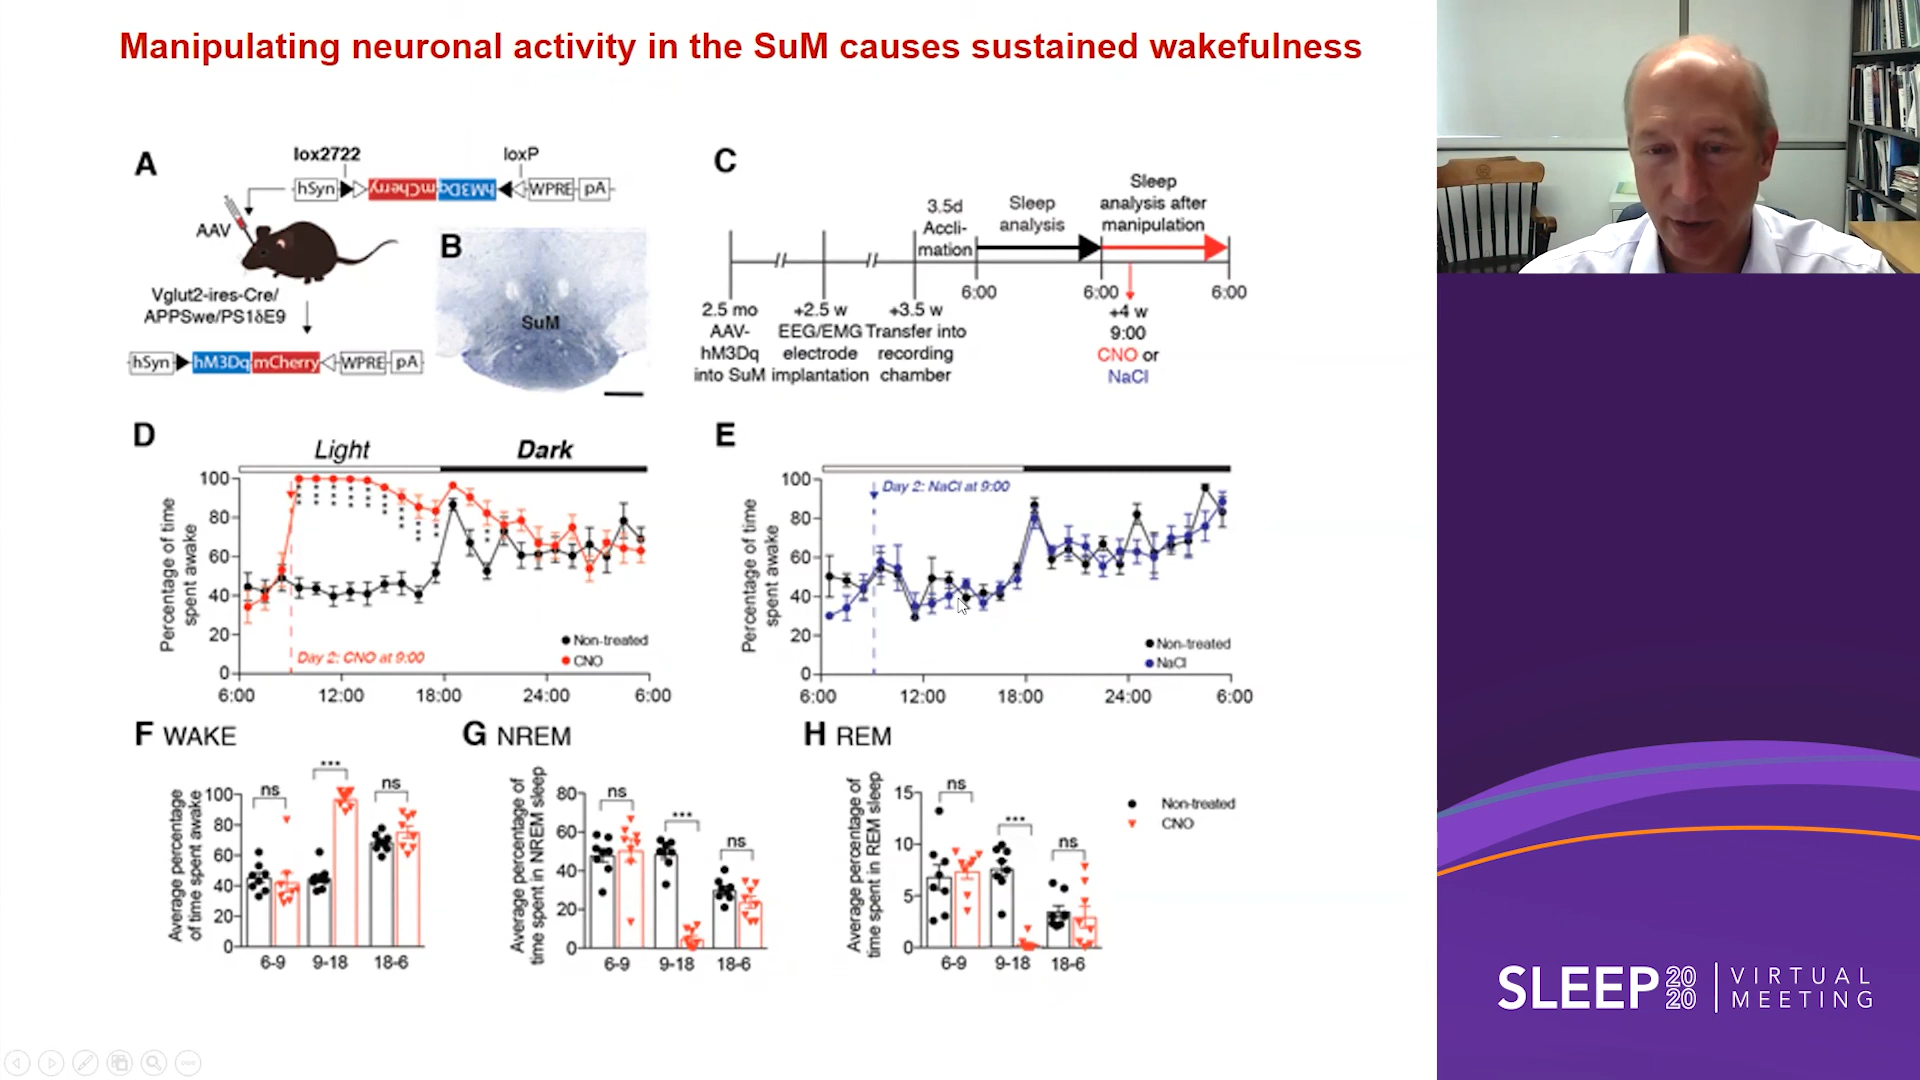 Manipulating neuronal activity in the SuM causes sustained wakefulness
A
lox2722
loxP
hSyn
mCherry
hM3Dq
WPRE
pA
AAV
Vglut2-ires-Cre/
APPSwe/PS1δE9
hSyn
hM3Dq
mCherry
WPRE
pA
B
SuM
C
3.5d
Accli-
mation
Sleep
analysis
Sleep
analysis after
manipulation
6:00
6:00
6:00
2.5 mo
AAV-
hM3Dq
into SuM
+2.5 w
EEG/EMG
electrode
implantation
+3.5 w
Transfer into
recording
chamber
+4 w
9:00
CNO or
NaCl
D
Light
Dark
Percentage of time
spent awake
100
80
60
40
20
0
****
****
****
****
****
****
****
****
**
*
Day 2: CNO at 9:00
Non-treated
CNO
6:00
12:00
18:00
24:00
6:00
E
Percentage of time
spent awake
100
80
60
40
20
0
Day 2: NaCl at 9:00
Non-treated
NaCl
6:00
12:00
18:00
24:00
6:00
F WAKE
Average percentage
of time spent awake
100
80
60
40
20
0
ns
***
ns
6-9
9-18
18-6
G NREM
Average percentage of
time spent in NREM sleep
80
60
40
20
0
ns
***
ns
6-9
9-18
18-6
H REM
Average percentage of
time spent in REM sleep
15
10
5
0
ns
***
ns
6-9
9-18
18-6
Non-treated
CNO
SLEEP 2020
VIRTUAL
MEETING